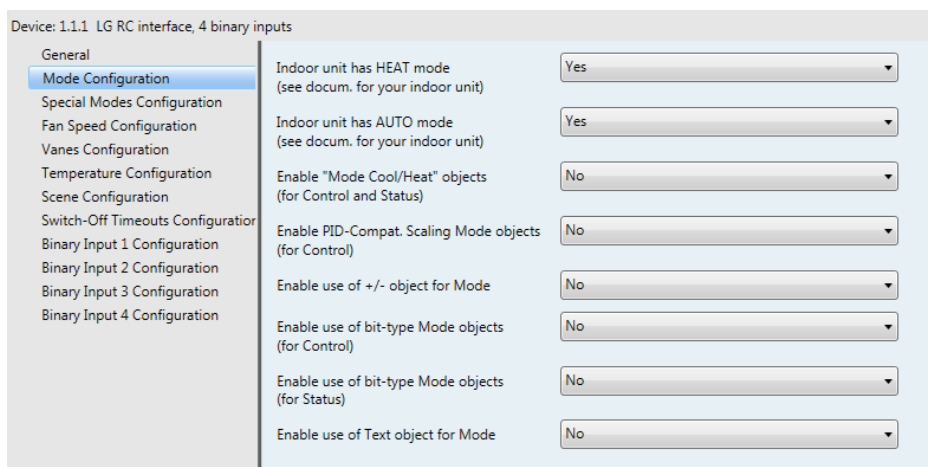 Device: 1.1.1 LG RC interface, 4 binary inputs
General
Mode Configuration
Special Modes Configuration
Fan Speed Configuration
Vanes Configuration
Temperature Configuration
Scene Configuration
Switch-Off Timeouts Configuration
Binary Input 1 Configuration
Binary Input 2 Configuration
Binary Input 3 Configuration
Binary Input 4 Configuration
Indoor unit has HEAT mode Yes
(see docum. for your indoor unit)
Indoor unit has AUTO mode Yes
(see docum. for your indoor unit)
Enable "Mode Cool/Heat" objects No
(for Control and Status)
Enable PID-Compat. Scaling Mode objects No
(for Control)
Enable use of +/- object for Mode No
Enable use of bit-type Mode objects No
(for Control)
Enable use of bit-type Mode objects No
(for Status)
Enable use of Text object for Mode No